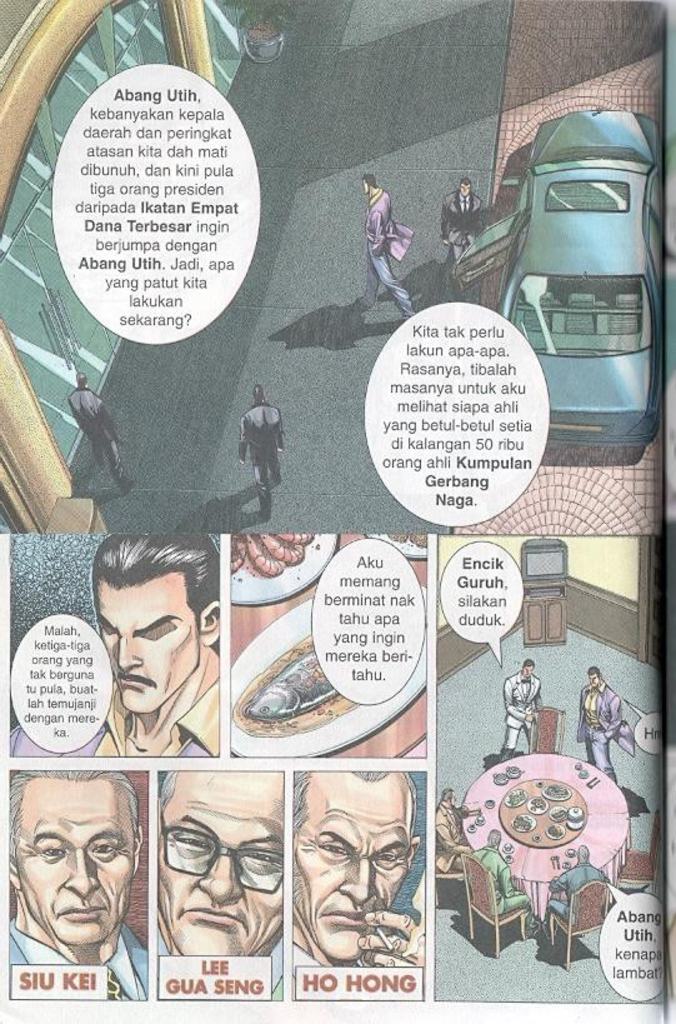 Abang Utih,
kebanyakan kepala
daerah dan peringkat
atasan kita dah mati
dibunuh, dan kini pula
tiga orang presiden
daripada Ikatan Empat
Dana Terbesar ingin
berjumpa dengan
Abang Utih. Jadi, apa
yang patut kita
lakukan
sekarang?
Kita tak perlu
lakun apa-apa.
Rasanya, tibalah
masanya untuk aku
melihat siapa ahli
yang betul-betul setia
di kalangan 50 ribu
orang ahli Kumpulan
Gerbang
Naga.
Malah,
ketiga-tiga
orang yang
tak berguna
tu pula, buat-
lah temujanji
dengan mere-
ka.
Aku
memang
berminat nak
tahu apa
yang ingin
mereka beri-
tahu.
Encik
Guruh,
silakan
duduk.
SIU KEI
LEE
GUA SENG
HO HONG
Abang
Utih,
kenapa
lambat?